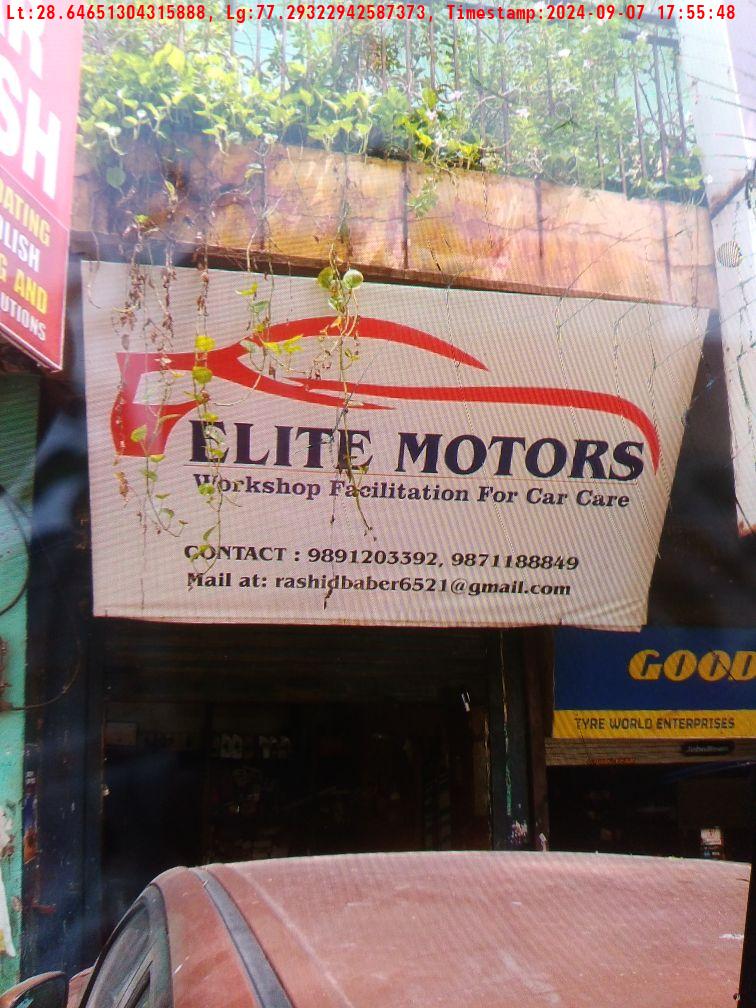 Lt:28.64651304315888, Lg:77.29322942587373, Timestamp:2024-09-07 17:55:48
R
SH
OATING
OLISH
G AND
UTIONS
ELITE MOTORS
Workshop Facilitation For Car Care
CONTACT : 9891203392, 9871188849
Mail at: rashidbaber6521@gmail.com
GOOD
TYRE WORLD ENTERPRISES